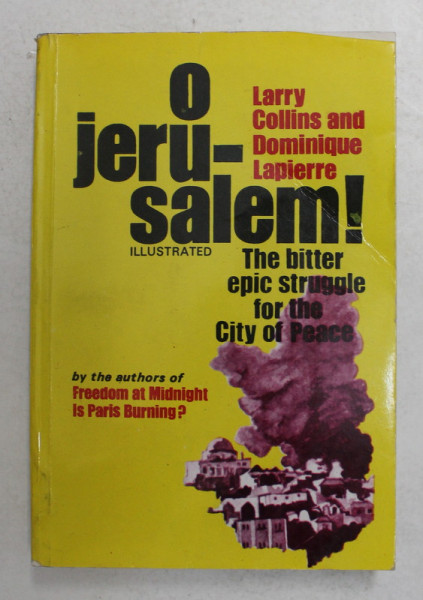 O
jeru-
salem!
ILLUSTRATED
Larry
Collins and
Dominique
Lapierre
The bitter
epic struggle
for the
City of Peace
by the authors of
Freedom at Midnight
Is Paris Burning?